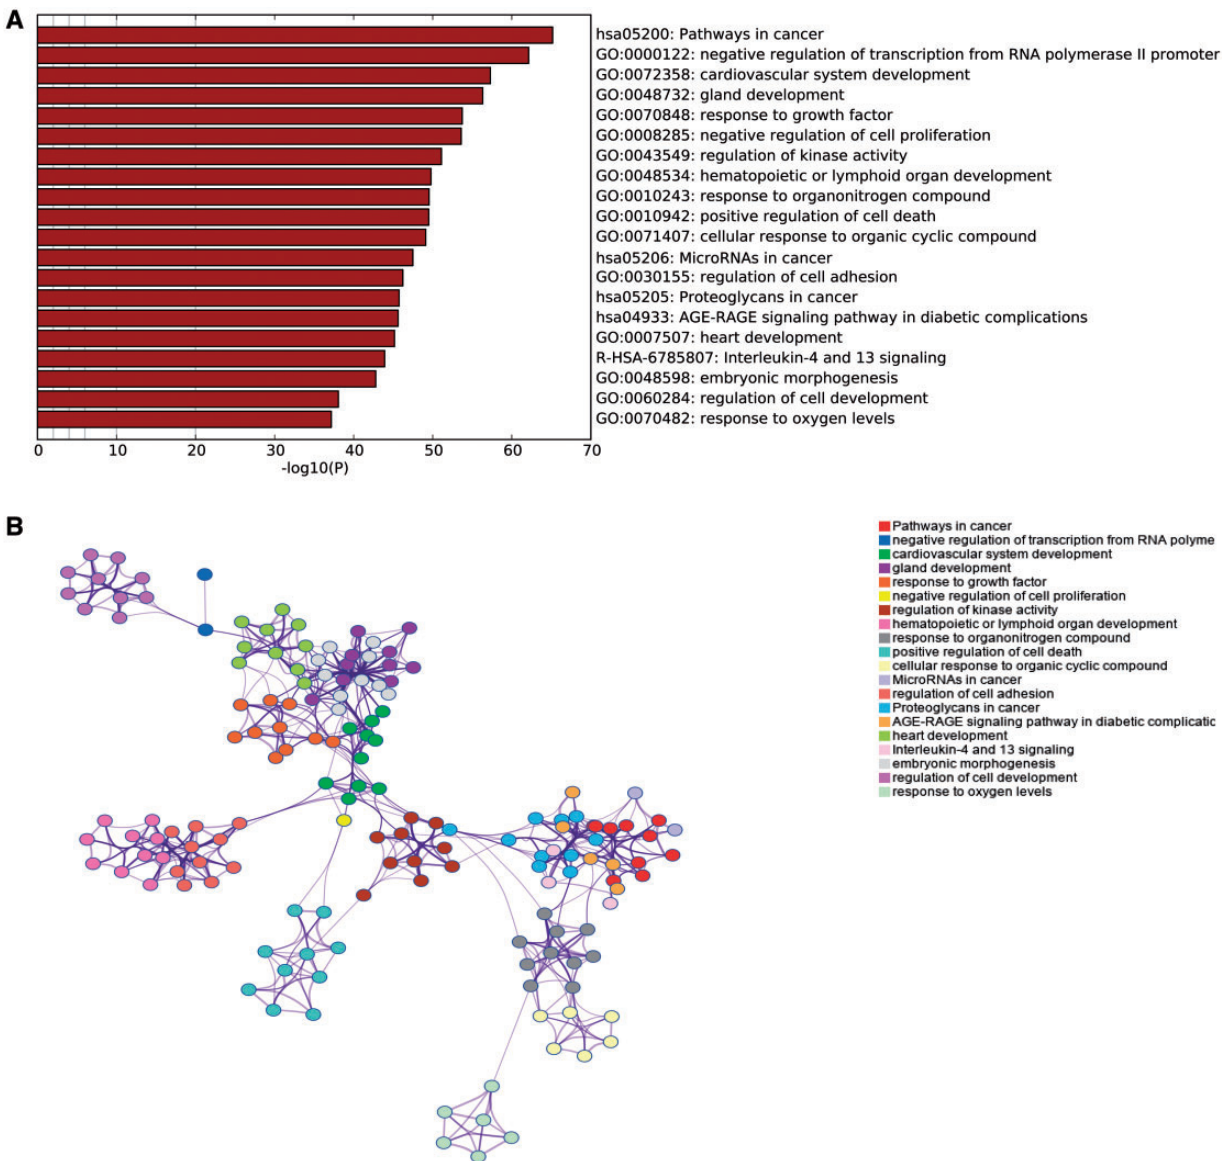 A
hsa05200: Pathways in cancer
GO:0000122: negative regulation of transcription from RNA polymerase II promoter
GO:0072358: cardiovascular system development
GO:0048732: gland development
GO:0070848: response to growth factor
GO:0008285: negative regulation of cell proliferation
GO:0043549: regulation of kinase activity
GO:0048534: hematopoietic or lymphoid organ development
GO:0010243: response to organonitrogen compound
GO:0010942: positive regulation of cell death
GO:0071407: cellular response to organic cyclic compound
hsa05206: MicroRNAs in cancer
GO:0030155: regulation of cell adhesion
hsa05205: Proteoglycans in cancer
hsa04933: AGE-RAGE signaling pathway in diabetic complications
GO:0007507: heart development
R-HSA-6785807: Interleukin-4 and 13 signaling
GO:0048598: embryonic morphogenesis
GO:0060284: regulation of cell development
GO:0070482: response to oxygen levels
0 10 20 30 40 50 60 70
-log10(P)
B
Pathways in cancer
negative regulation of transcription from RNA polyme
cardiovascular system development
gland development
response to growth factor
negative regulation of cell proliferation
regulation of kinase activity
hematopoietic or lymphoid organ development
response to organonitrogen compound
positive regulation of cell death
cellular response to organic cyclic compound
MicroRNAs in cancer
regulation of cell adhesion
Proteoglycans in cancer
AGE-RAGE signaling pathway in diabetic complicatic
heart development
Interleukin-4 and 13 signaling
embryonic morphogenesis
regulation of cell development
response to oxygen levels